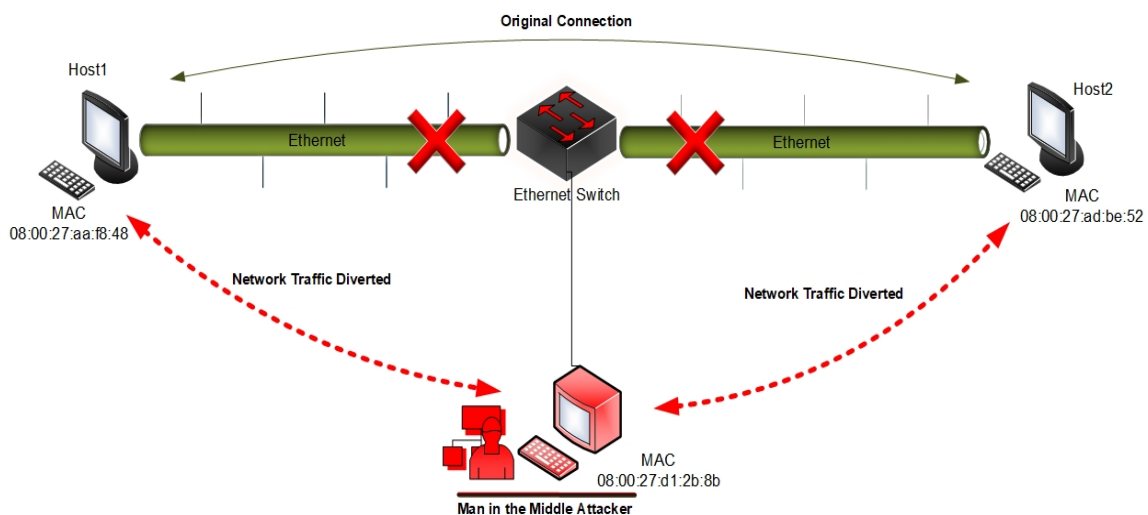 Original Connection
Host1
Host2
Ethernet
Ethernet
Ethernet Switch
MAC
08:00:27:aa:f8:48
MAC
08:00:27:ad:be:52
Network Traffic Diverted
Network Traffic Diverted
MAC
08:00:27:d1:2b:8b
Man in the Middle Attacker